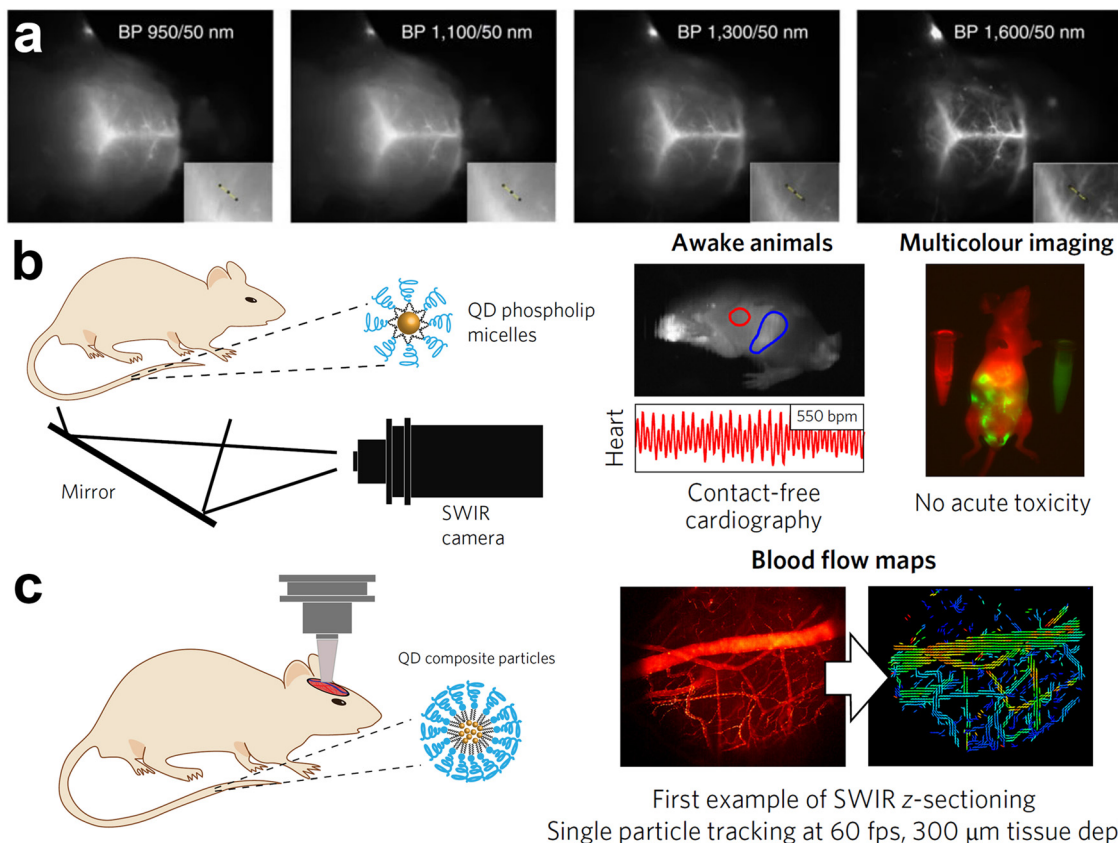 a
BP 950/50 nm
BP 1,100/50 nm
BP 1,300/50 nm
BP 1,600/50 nm
b
QD phospholip
micelles
Mirror
SWIR
camera
Awake animals
Heart
550 bpm
Contact-free
cardiography
Multicolour imaging
No acute toxicity
c
QD composite particles
Blood flow maps
First example of SWIR z-sectioning
Single particle tracking at 60 fps, 300 μm tissue dep